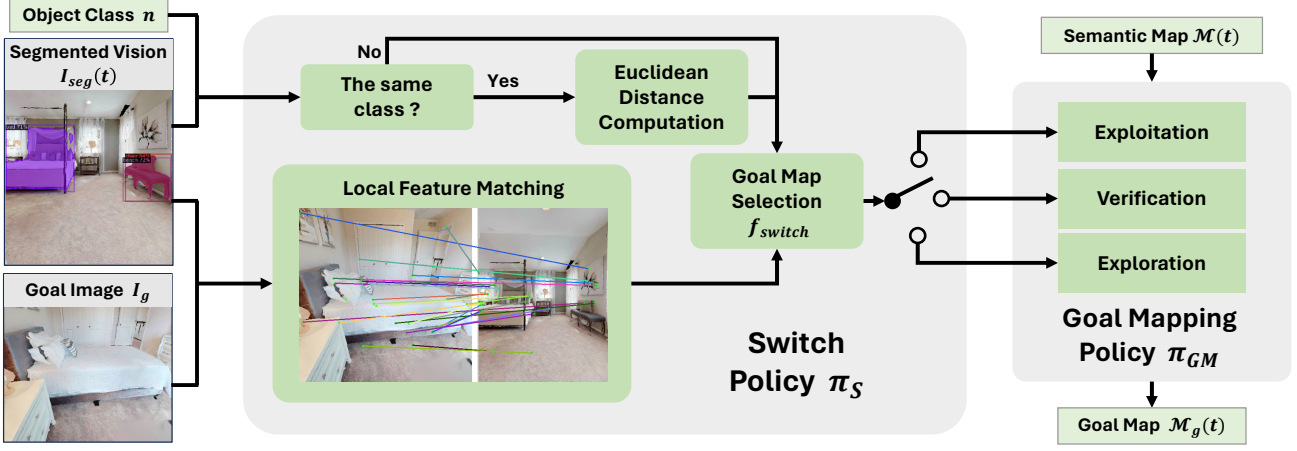 Object Class n
Segmented Vision
I_seg(t)
Goal Image I_g
No
The same
class ?
Yes
Euclidean
Distance
Computation
Local Feature Matching
Goal Map
Selection
f_switch
Switch
Policy π_S
Semantic Map ℳ(t)
Exploitation
Verification
Exploration
Goal Mapping
Policy π_GM
Goal Map ℳ_g(t)